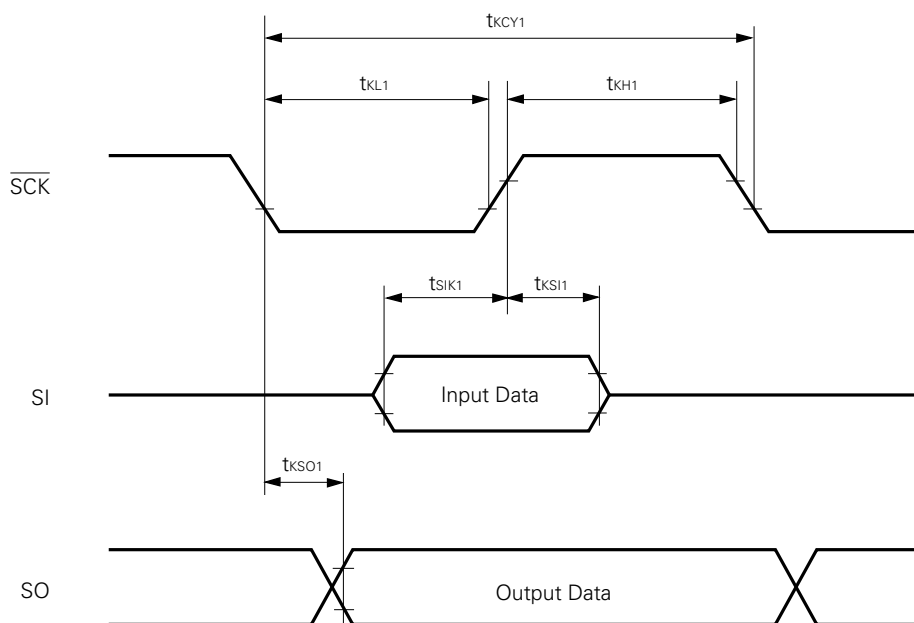 tKCY1
tKL1 tKH1
SCK
tSIK1 tKSI1
SI Input Data
tKSO1
SO Output Data